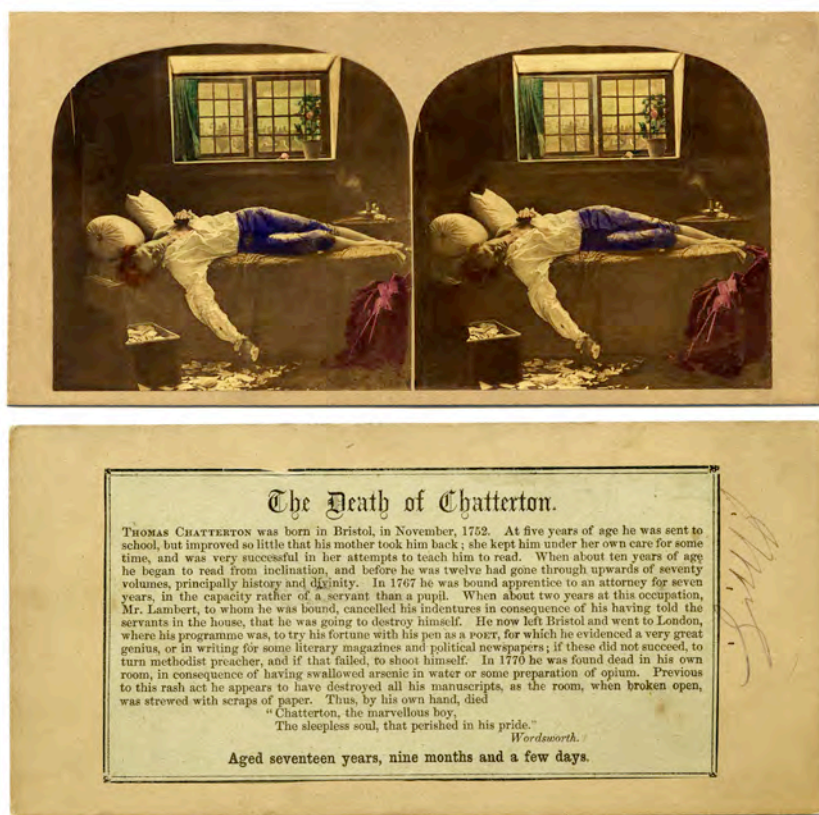 The Death of Chatterton.
THOMAS CHATTERTON was born in Bristol, in November, 1752. At five years of age he was sent to
school, but improved so little that his mother took him back; she kept him under her own care for some
time, and was very successful in her attempts to teach him to read. When about ten years of age
he began to read from inclination, and before he was twelve had gone through upwards of seventy
volumes, principally history and divinity. In 1767 he was bound apprentice to an attorney for seven
years, in the capacity rather of a servant than a pupil. When about two years at this occupation,
Mr. Lambert, to whom he was bound, cancelled his indentures in consequence of his having told the
servants in the house, that he was going to destroy himself. He now left Bristol and went to London,
where his programme was, to try his fortune with his pen as a POET, for which he evidenced a very great
genius, or in writing for some literary magazines and political newspapers; if these did not succeed, to
turn methodist preacher, and if that failed, to shoot himself. In 1770 he was found dead in his own
room, in consequence of having swallowed arsenic in water or some preparation of opium. Previous
to this rash act he appears to have destroyed all his manuscripts, as the room, when broken open,
was strewed with scraps of paper. Thus, by his own hand, died
"Chatterton, the marvellous boy,
The sleepless soul, that perished in his pride."
Wordsworth.
Aged seventeen years, nine months and a few days.